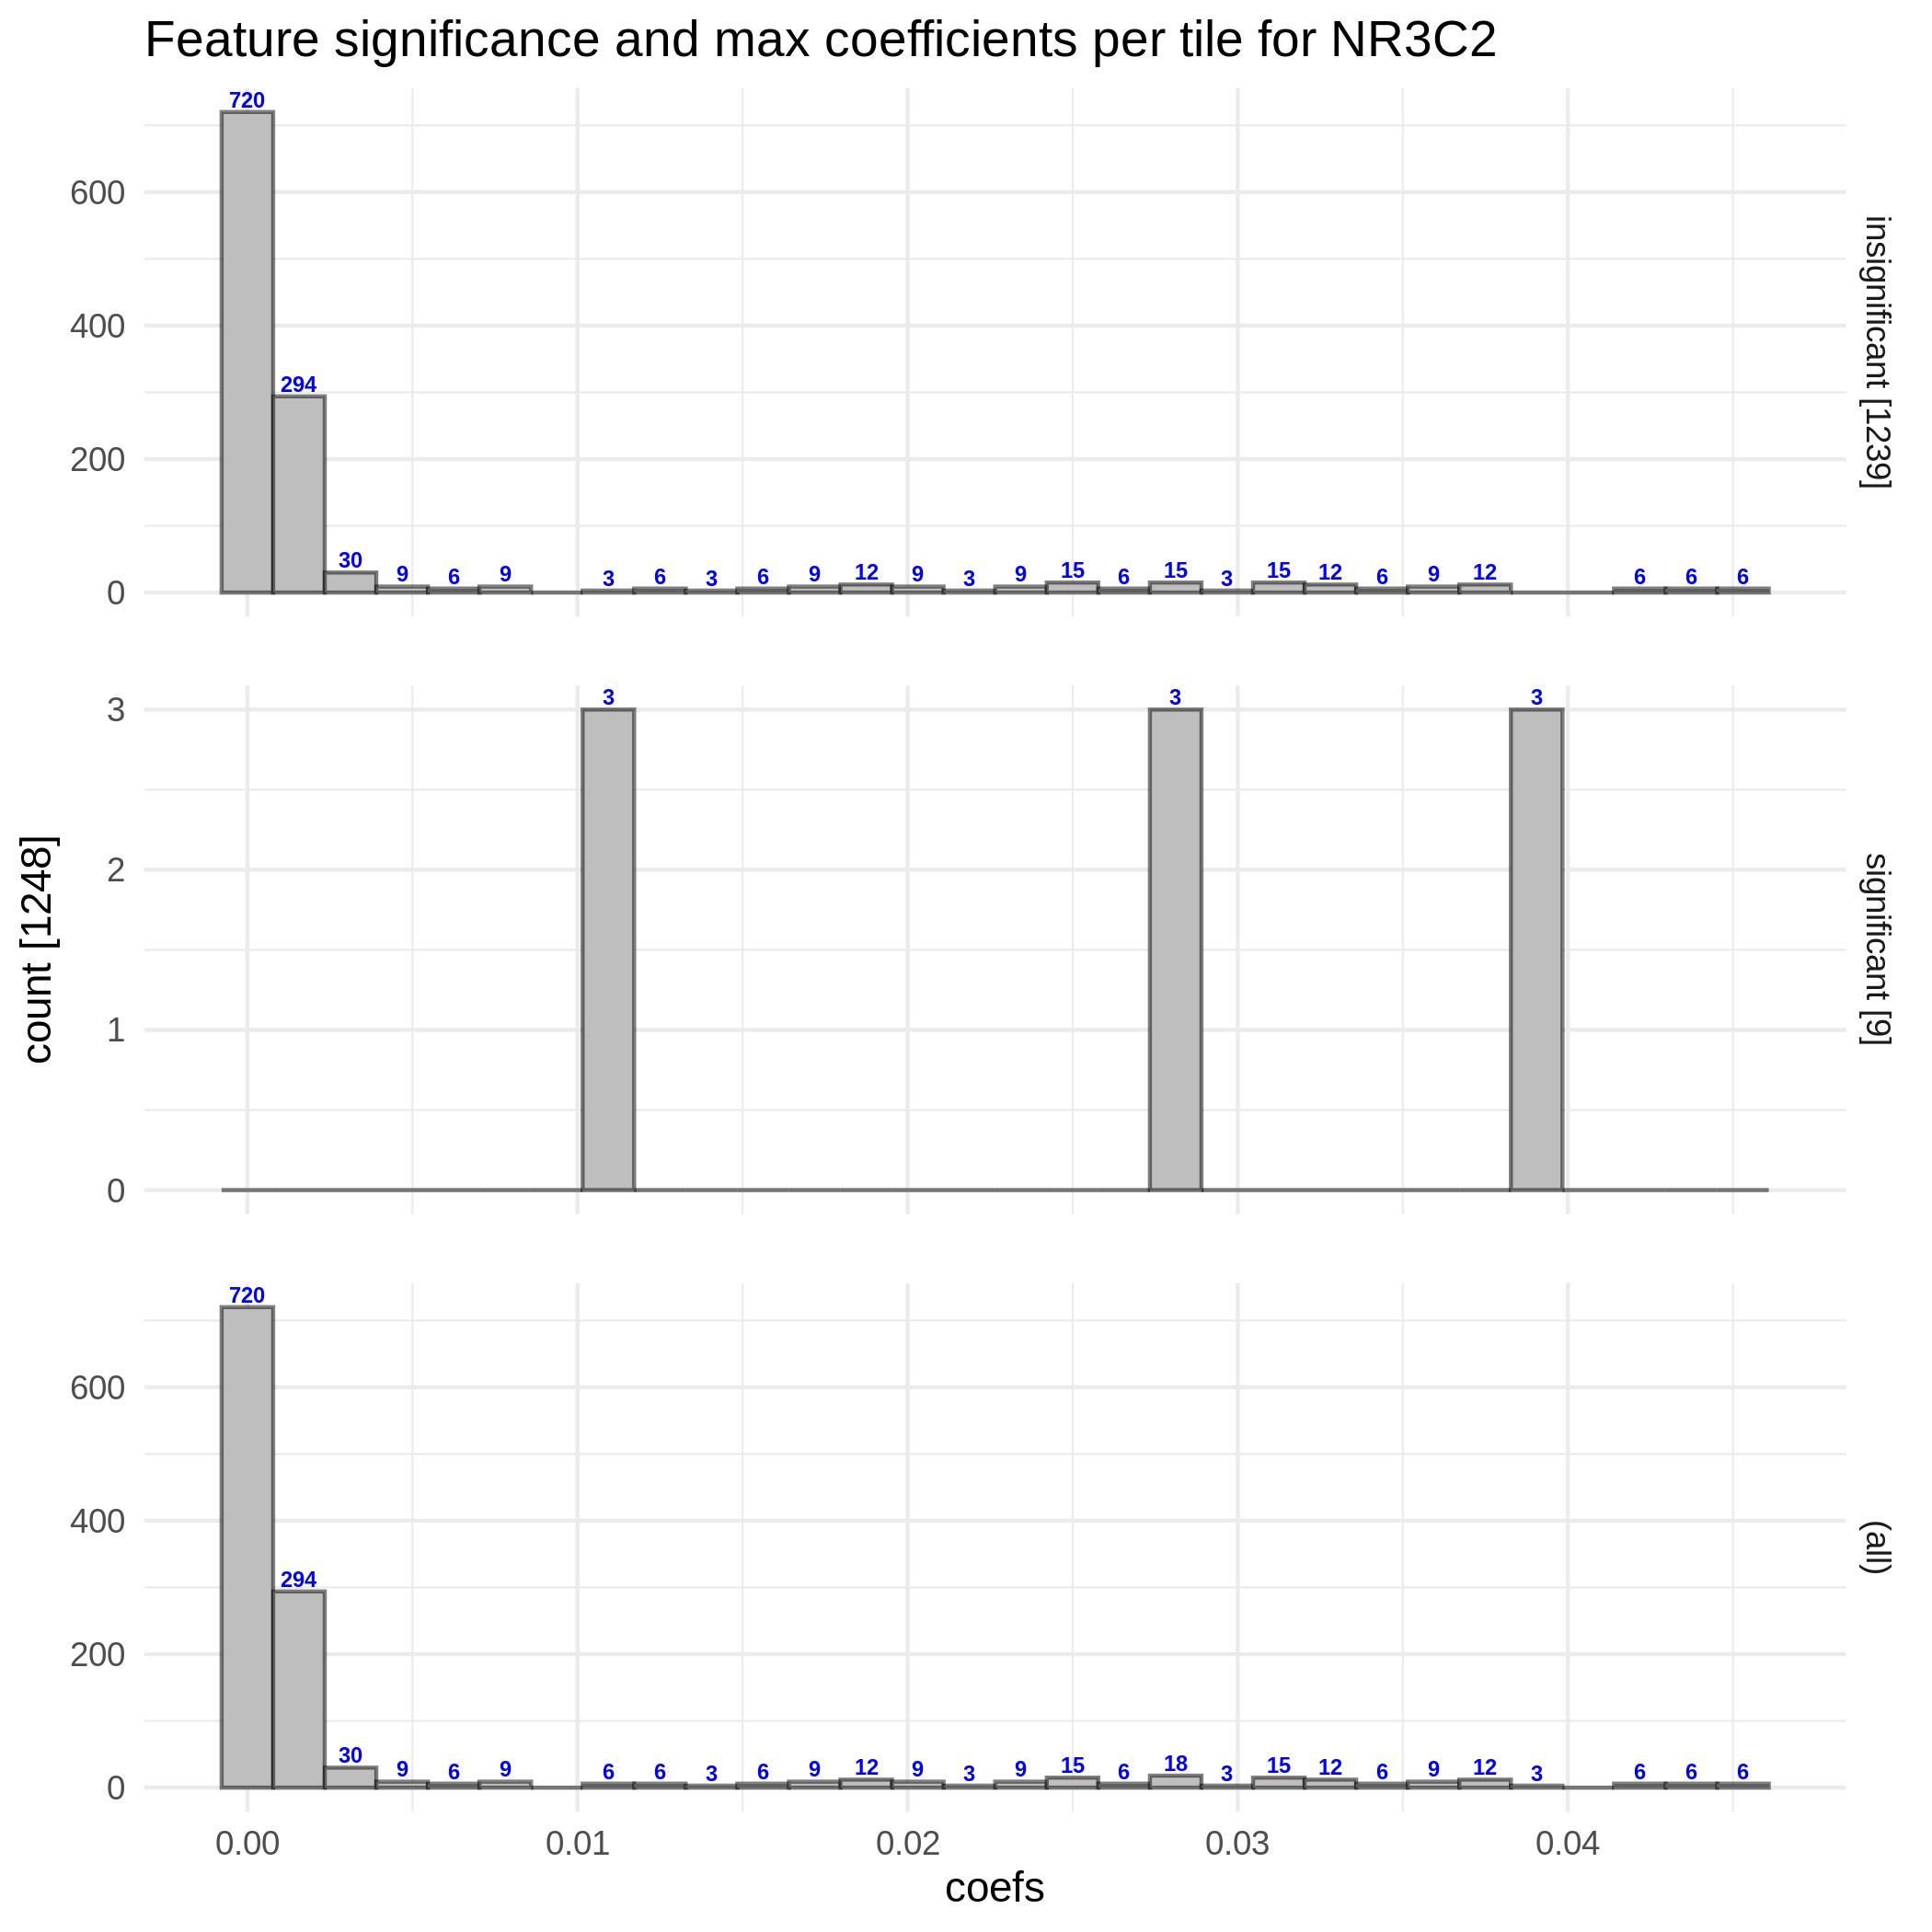 Feature significance and max coefficients per tile for NR3C2
720
294
30 9 6 9 3 6 3 6 9 12 9 3 9 15 6 15 3 15 12 6 9 12 6 6 6
600
400
200
0
insignificant [1239]
3 3 3
3
2
1
0
significant [9]
count [1248]
720
294
30 9 6 9 6 6 3 6 9 12 9 3 9 15 6 18 3 15 12 6 9 12 3 6 6 6
600
400
200
0
(all)
0.00 0.01 0.02 0.03 0.04
coefs